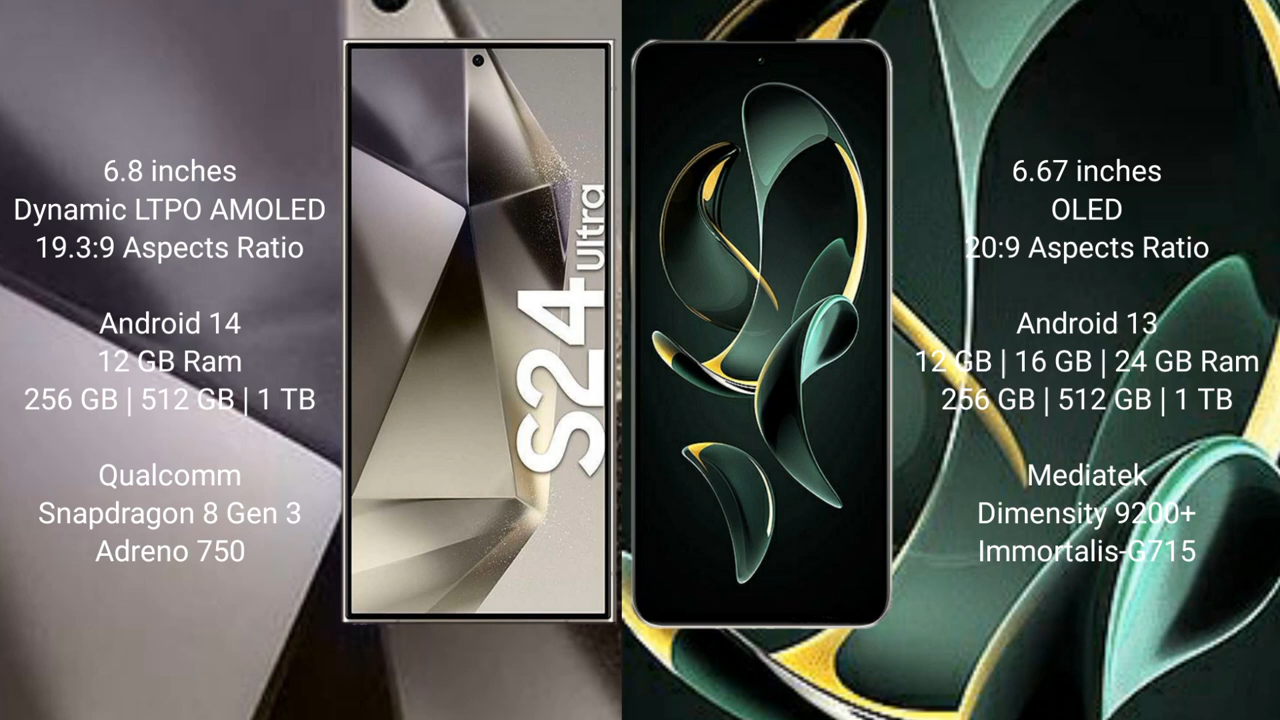 6.8 inches
Dynamic LTPO AMOLED
19.3:9 Aspects Ratio
Android 14
12 GB Ram
256 GB | 512 GB | 1 TB
Qualcomm
Snapdragon 8 Gen 3
Adreno 750
S24 Ultra
6.67 inches
OLED
20:9 Aspects Ratio
Android 13
12 GB | 16 GB | 24 GB Ram
256 GB | 512 GB | 1 TB
Mediatek
Dimensity 9200+
Immortalis-G715